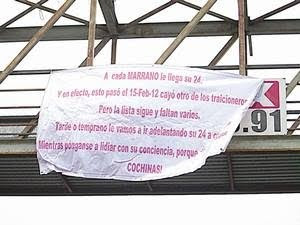 A cada MARRANO le llega su 24
Y en efecto, esto pasó el 15-Feb-12 cayó otro de los traicioneros
Pero la lista sigue y faltan varios.
Tarde o temprano le vamos a ir adelantando su 24 a
Mientras pónganse a lidiar con su conciencia, porque
COCHINAS!
.91